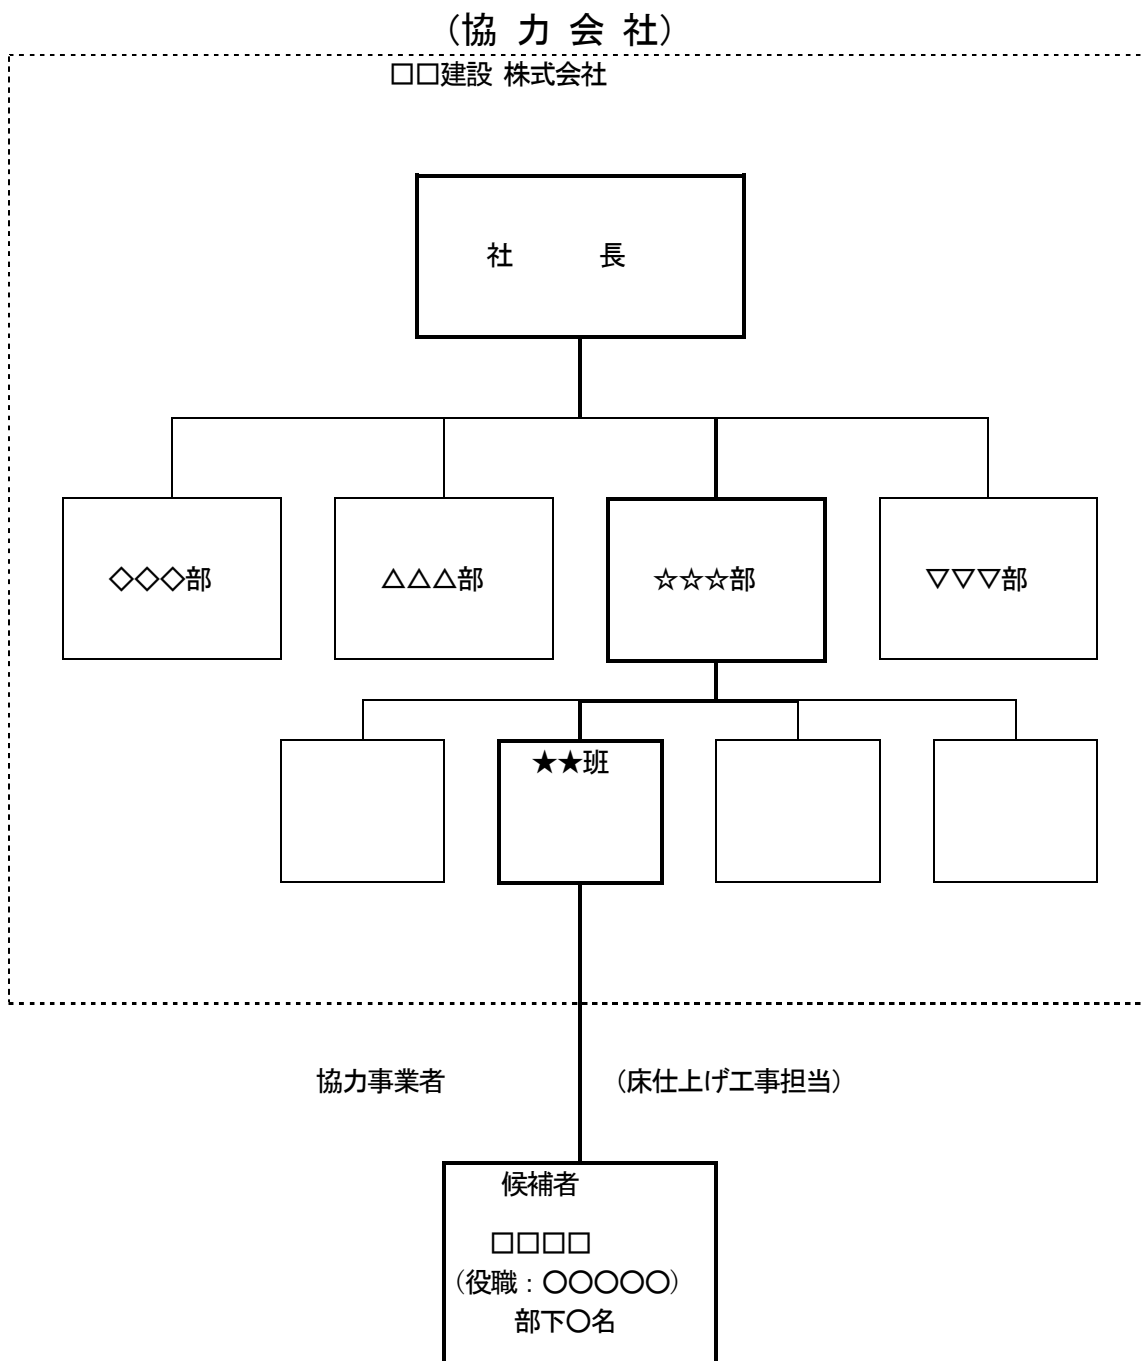 （協 力 会 社）
□□建設 株式会社
社 長
◇◇◇部 △△△部 ☆☆☆部 ▽▽▽部
★★班
協力事業者 （床仕上げ工事担当）
候補者
□□□□
（役職：〇〇〇〇〇）
部下〇名